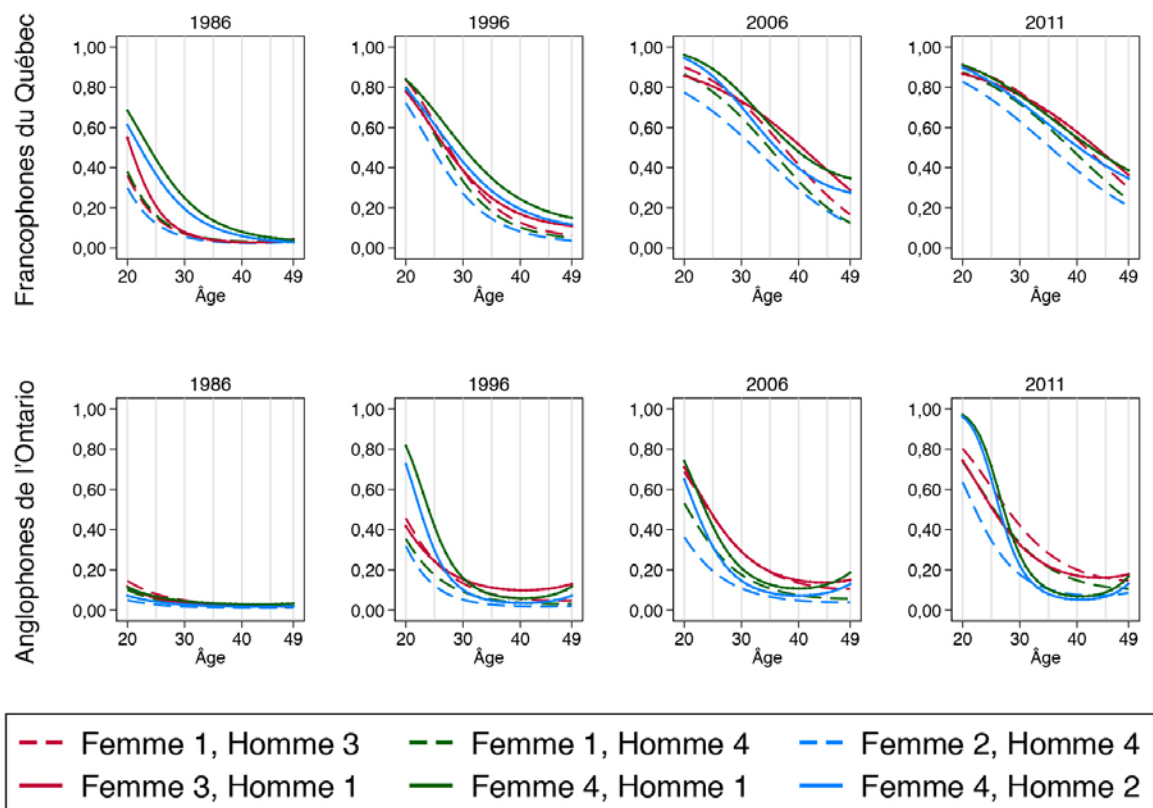 Francophones du Québec
1986 1996 2006 2011
1,00 1,00 1,00 1,00
0,80 0,80 0,80 0,80
0,60 0,60 0,60 0,60
0,40 0,40 0,40 0,40
0,20 0,20 0,20 0,20
0,00 0,00 0,00 0,00
20 30 40 49 20 30 40 49 20 30 40 49 20 30 40 49
Âge Âge Âge Âge
Anglophones de l'Ontario
1986 1996 2006 2011
1,00 1,00 1,00 1,00
0,80 0,80 0,80 0,80
0,60 0,60 0,60 0,60
0,40 0,40 0,40 0,40
0,20 0,20 0,20 0,20
0,00 0,00 0,00 0,00
20 30 40 49 20 30 40 49 20 30 40 49 20 30 40 49
Âge Âge Âge Âge
Femme 1, Homme 3 Femme 1, Homme 4 Femme 2, Homme 4
Femme 3, Homme 1 Femme 4, Homme 1 Femme 4, Homme 2